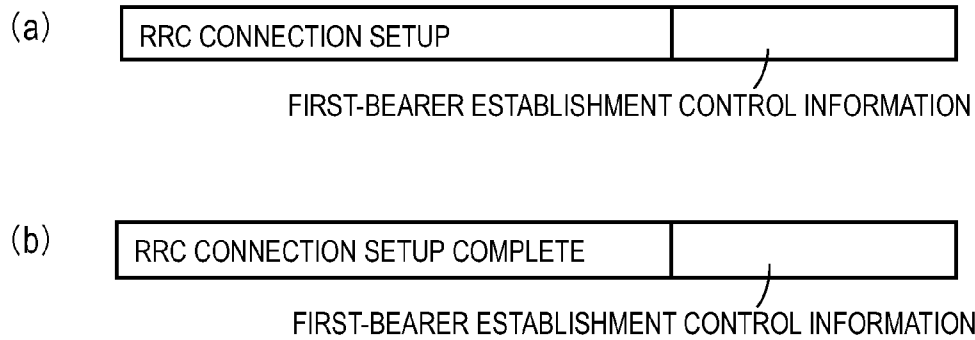 (a) RRC CONNECTION SETUP
FIRST-BEARER ESTABLISHMENT CONTROL INFORMATION
(b) RRC CONNECTION SETUP COMPLETE
FIRST-BEARER ESTABLISHMENT CONTROL INFORMATION